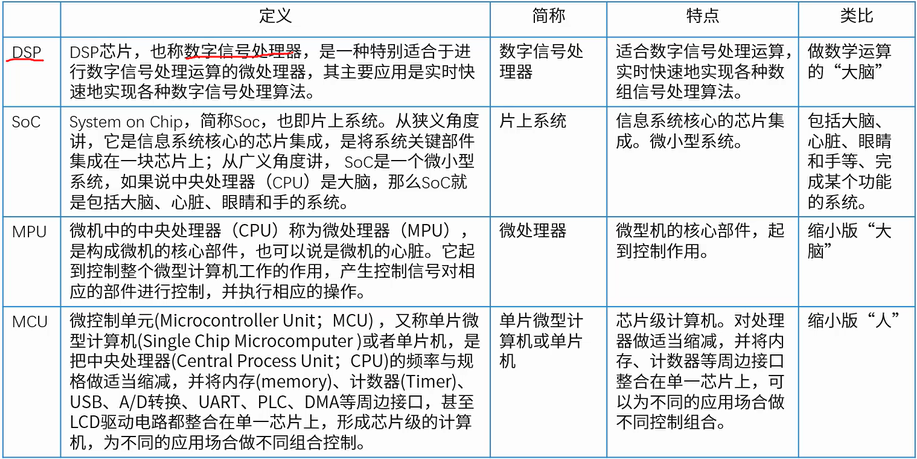 定义 简称 特点 类比
DSP
DSP芯片，也称数字信号处理器，是一种特别适合于进
行数字信号处理运算的微处理器，其主要应用是实时快
速地实现各种数字信号处理算法。
数字信号处
理器
适合数字信号处理运算，
实时快速地实现各种数
组信号处理算法。
做数学运算
的“大脑”
SoC
System on Chip，简称Soc，也即片上系统。从狭义角度
讲，它是信息系统核心的芯片集成，是将系统关键部件
集成在一块芯片上；从广义角度讲， SoC是一个微小型
系统，如果说中央处理器（CPU）是大脑，那么SoC就
是包括大脑、心脏、眼睛和手的系统。
片上系统
信息系统核心的芯片集
成。微小型系统。
包括大脑、
心脏、眼睛
和手等、完
成某个功能
的系统。
MPU
微机中的中央处理器（CPU）称为微处理器（MPU），
是构成微机的核心部件，也可以说是微机的心脏。它起
到控制整个微型计算机工作的作用，产生控制信号对相
应的部件进行控制，并执行相应的操作。
微处理器
微型机的核心部件，起
到控制作用。
缩小版“大
脑”
MCU
微控制单元(Microcontroller Unit；MCU) ，又称单片微
型计算机(Single Chip Microcomputer )或者单片机，是
把中央处理器(Central Process Unit；CPU)的频率与规
格做适当缩减，并将内存(memory)、计数器(Timer)、
USB、A/D转换、UART、PLC、DMA等周边接口，甚至
LCD驱动电路都整合在单一芯片上，形成芯片级的计算
机，为不同的应用场合做不同组合控制。
单片微型计
算机或单片
机
芯片级计算机。对处理
器做适当缩减，并将内
存、计数器等周边接口
整合在单一芯片上，可
以为不同的应用场合做
不同控制组合。
缩小版“人”